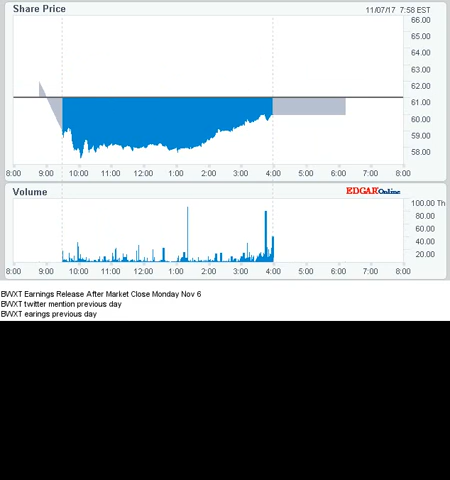 Share Price
11/07/17 7:58 EST
66.00
65.00
64.00
63.00
62.00
61.00
60.00
59.00
58.00
8:00 9:00 10:00 11:00 12:00 1:00 2:00 3:00 4:00 5:00 6:00 7:00 8:00
Volume
EDGAR Online
100.00 Th
80.00
60.00
40.00
20.00
8:00 9:00 10:00 11:00 12:00 1:00 2:00 3:00 4:00 5:00 6:00 7:00 8:00
BWXT Earnings Release After Market Close Monday Nov 6
BWXT twitter mention previous day
BWXT earings previous day